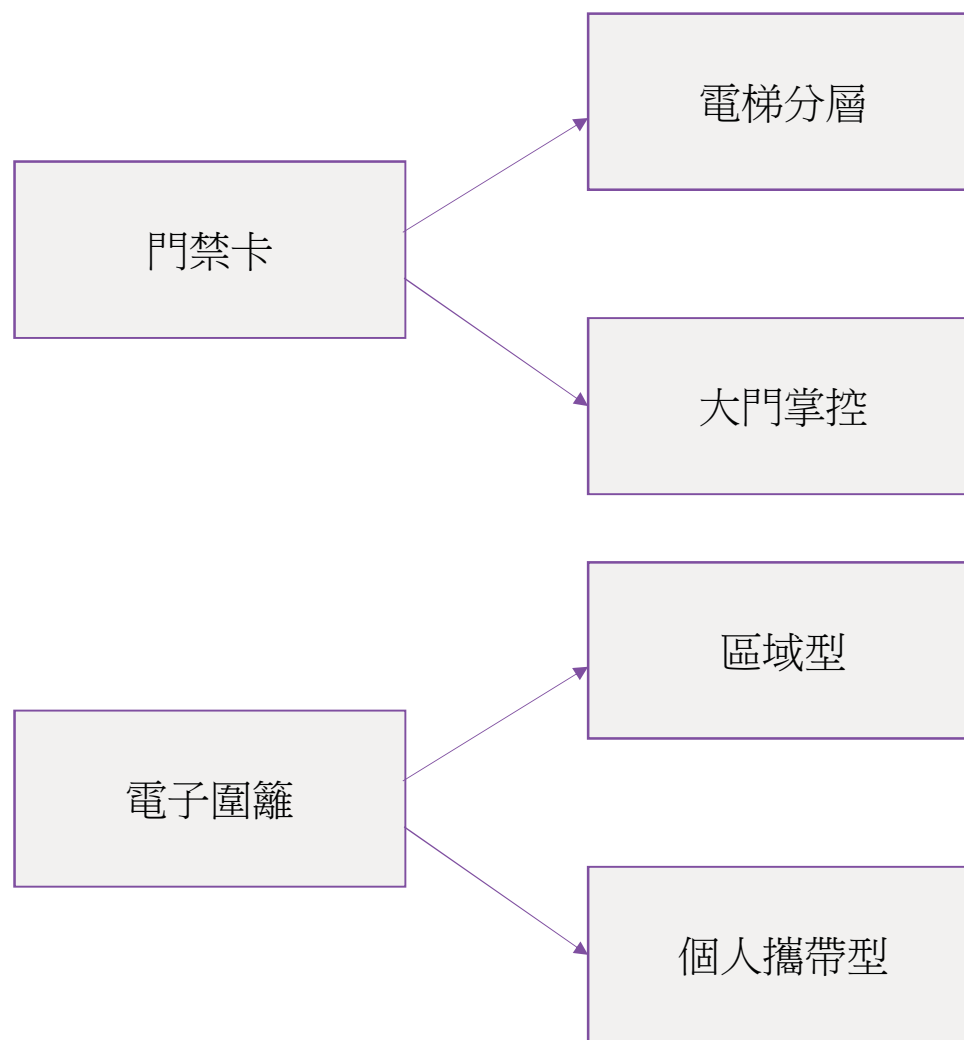 門禁卡
電梯分層
大門掌控
電子圍籬
區域型
個人攜帶型